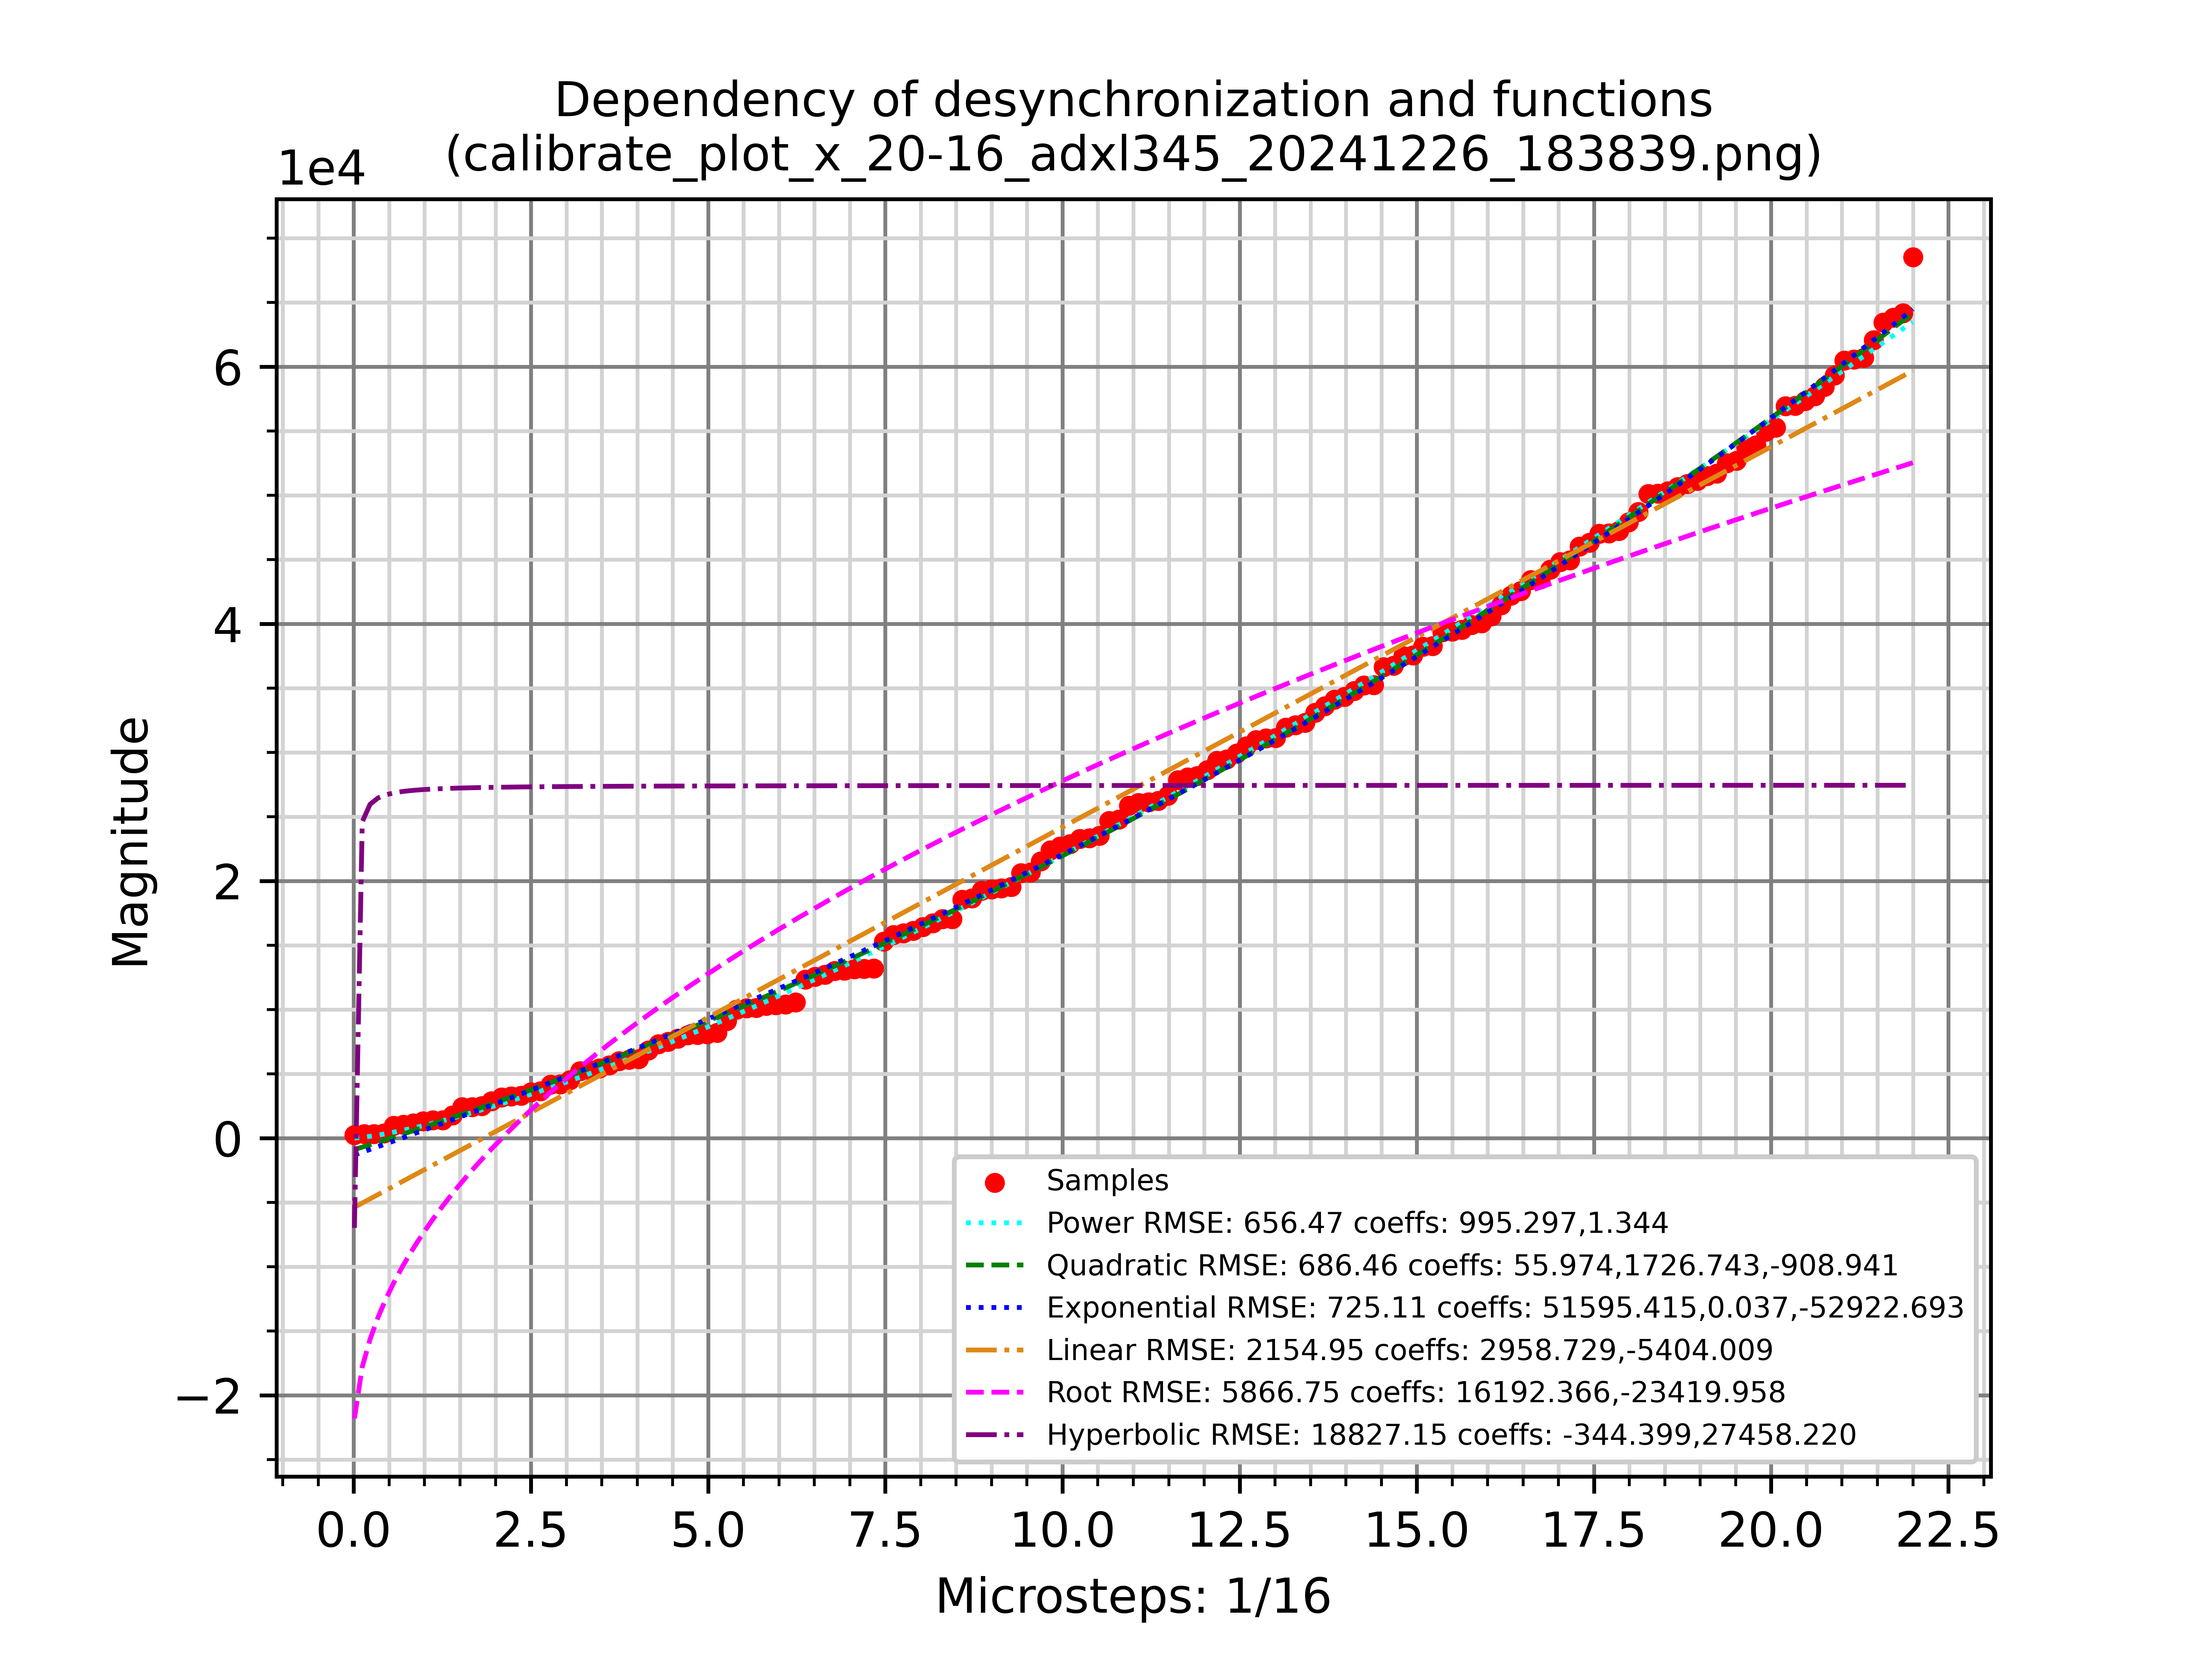 Dependency of desynchronization and functions
(calibrate_plot_x_20-16_adxl345_20241226_183839.png)
1e4
6
4
2
0
−2
Magnitude
Samples
Power RMSE: 656.47 coeffs: 995.297,1.344
Quadratic RMSE: 686.46 coeffs: 55.974,1726.743,-908.941
Exponential RMSE: 725.11 coeffs: 51595.415,0.037,-52922.693
Linear RMSE: 2154.95 coeffs: 2958.729,-5404.009
Root RMSE: 5866.75 coeffs: 16192.366,-23419.958
Hyperbolic RMSE: 18827.15 coeffs: -344.399,27458.220
0.0 2.5 5.0 7.5 10.0 12.5 15.0 17.5 20.0 22.5
Microsteps: 1/16